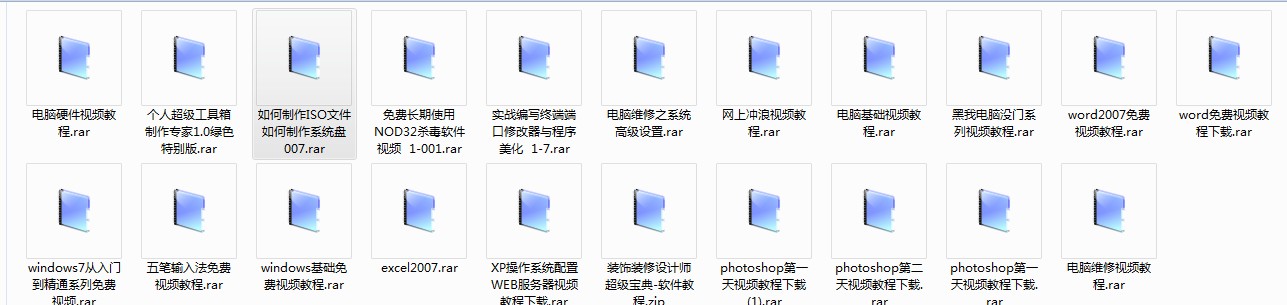 电脑硬件视频教
程.rar
个人超级工具箱
制作专家1.0绿色
特别版.rar
如何制作ISO文件
如何制作系统盘
007.rar
免费长期使用
NOD32杀毒软件
视频 1-001.rar
实战编写终端端
口修改器与程序
美化 1-7.rar
电脑维修之系统
高级设置.rar
网上冲浪视频教
程.rar
电脑基础视频教
程.rar
黑我电脑没门系
列视频教程.rar
word2007免费
视频教程.rar
word免费视频教
程下载.rar
windows7从入门
到精通系列免费
视频.rar
五笔输入法免费
视频教程.rar
windows基础免
费视频教程.rar
excel2007.rar
XP操作系统配置
WEB服务器视频
教程下载.rar
装饰装修设计师
超级宝典-软件教
程.zip
photoshop第一
天视频教程下载
(1).rar
photoshop第二
天视频教程下载
.rar
photoshop第一
天视频教程下载
.rar
电脑维修视频教
程.rar